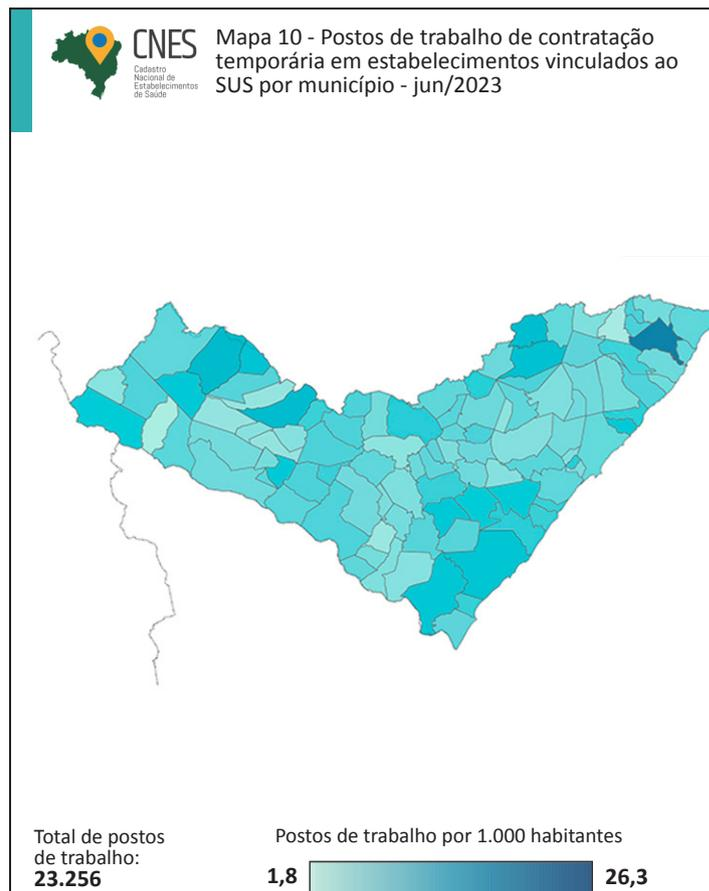 CNES
Cadastro
Nacional de
Estabelecimentos
de Saúde
Mapa 10 - Postos de trabalho de contratação
temporária em estabelecimentos vinculados ao
SUS por município - jun/2023
Total de postos
de trabalho:
23.256
Postos de trabalho por 1.000 habitantes
1,8
26,3